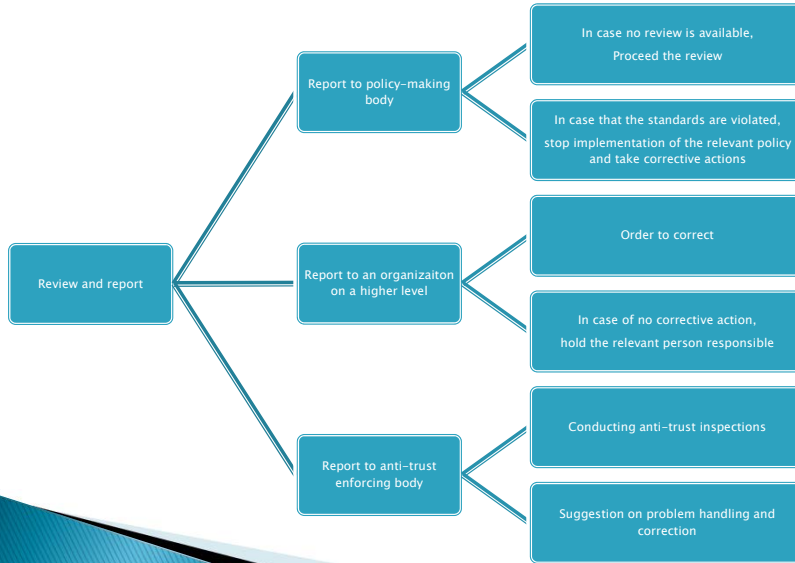 In case no review is available,
Proceed the review
Report to policy-making
body
In case that the standards are violated,
stop implementation of the relevant policy
and take corrective actions
Review and report
Report to an organizaiton
on a higher level
Order to correct
In case of no corrective action,
hold the relevant person responsible
Report to anti-trust
enforcing body
Conducting anti-trust inspections
Suggestion on problem handling and
correction